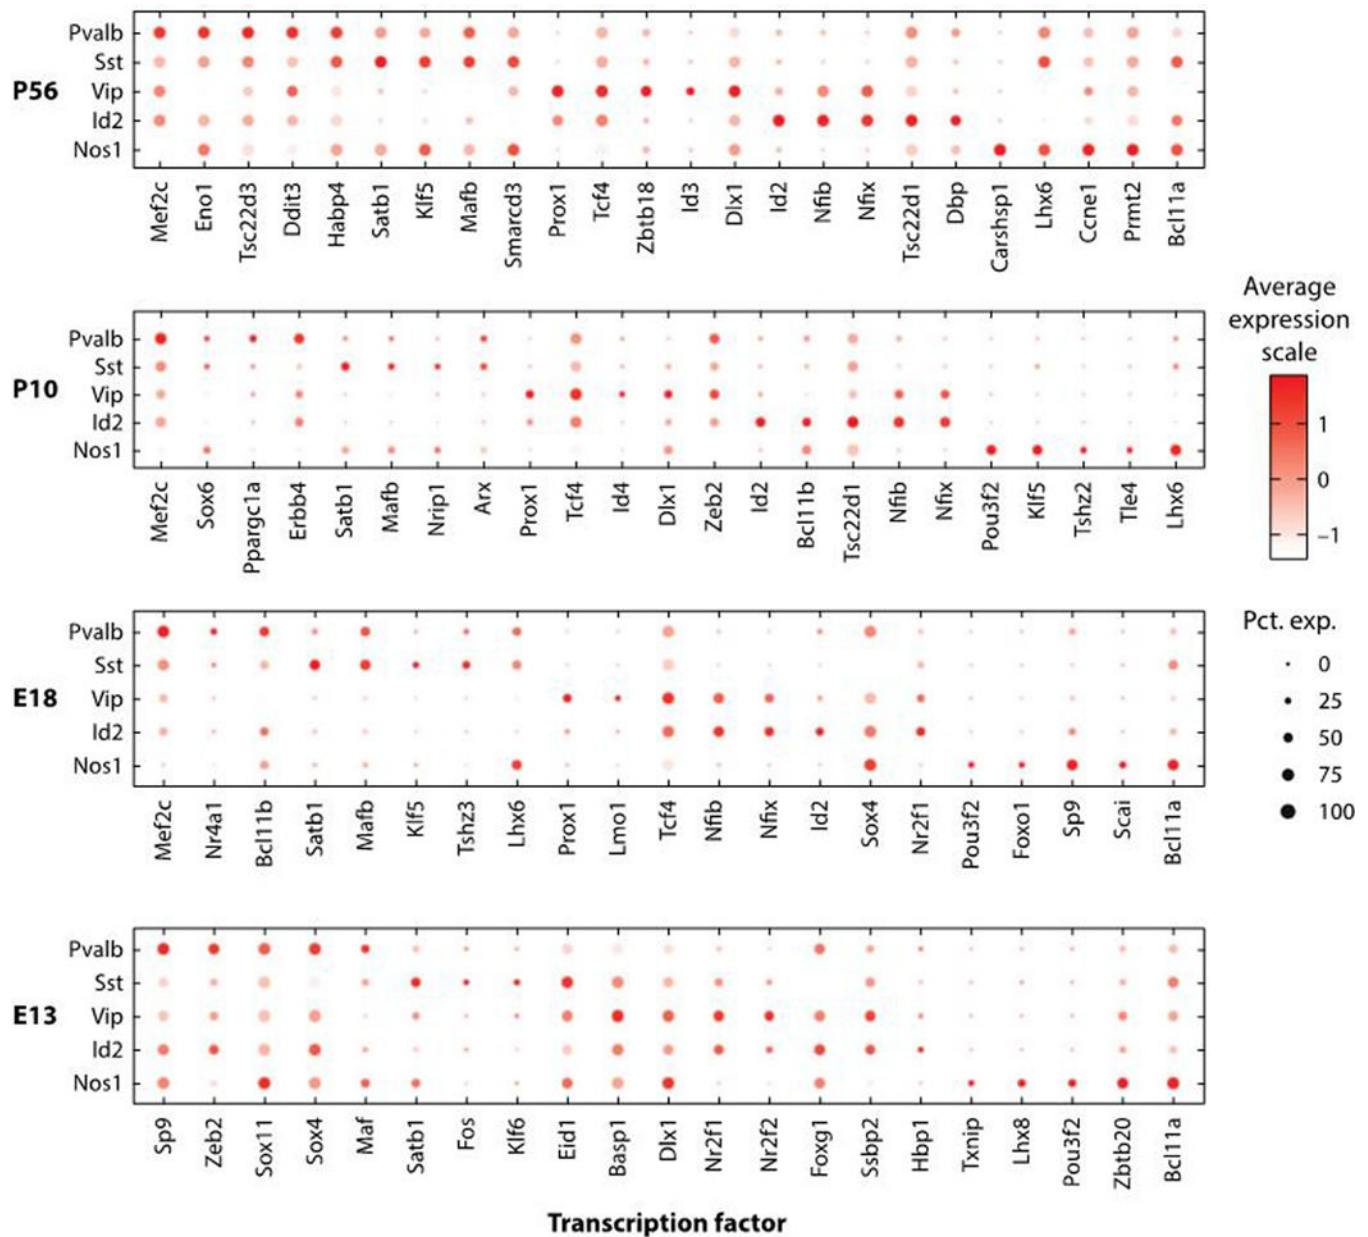 P56
Pvalb
Sst
Vip
Id2
Nos1
Mef2c Eno1 Tsc22d3 Ddit3 Habp4 Satb1 Klf5 Mafb Smarcd3 Prox1 Tcf4 Zbtb18 Id3 Dlx1 Id2 Nfib Nfix Tsc22d1 Dbp Carshsp1 Lhx6 Ccne1 Prmt2 Bcl11a
P10
Pvalb
Sst
Vip
Id2
Nos1
Mef2c Sox6 Ppargc1a Erbb4 Satb1 Mafb Nrip1 Arx Prox1 Tcf4 Id4 Dlx1 Zeb2 Id2 Bcl11b Tsc22d1 Nfib Nfix Pou3f2 Klf5 Tshz2 Tle4 Lhx6
Average
expression
scale
1
0
−1
E18
Pvalb
Sst
Vip
Id2
Nos1
Mef2c Nr4a1 Bcl11b Satb1 Mafb Klf5 Tshz3 Lhx6 Prox1 Lmo1 Tcf4 Nfib Nfix Id2 Sox4 Nr2f1 Pou3f2 Foxo1 Sp9 Scai Bcl11a
Pct. exp.
0
25
50
75
100
E13
Pvalb
Sst
Vip
Id2
Nos1
Sp9 Zeb2 Sox11 Sox4 Maf Satb1 Fos Klf6 Eid1 Basp1 Dlx1 Nr2f1 Nr2f2 Foxg1 Ssbp2 Hbp1 Txnip Lhx8 Pou3f2 Zbtb20 Bcl11a
Transcription factor